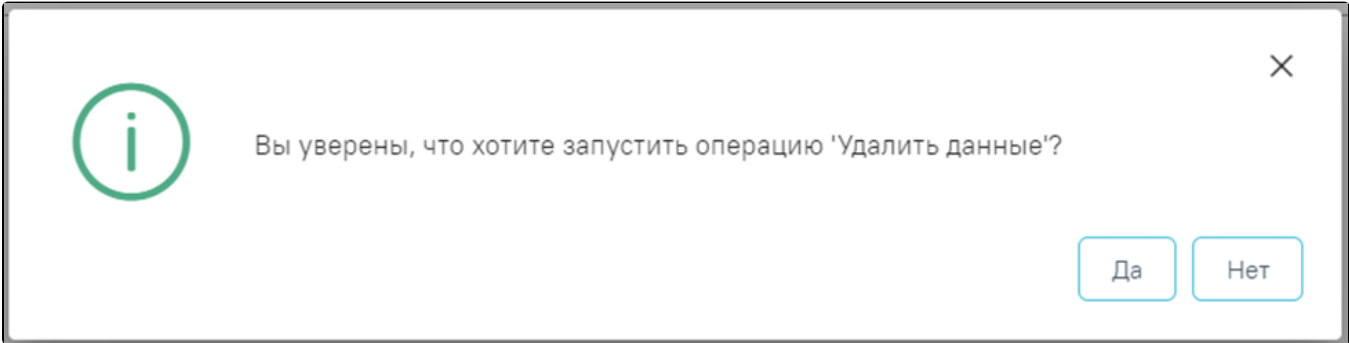 Вы уверены, что хотите запустить операцию 'Удалить данные'?
Да
Нет